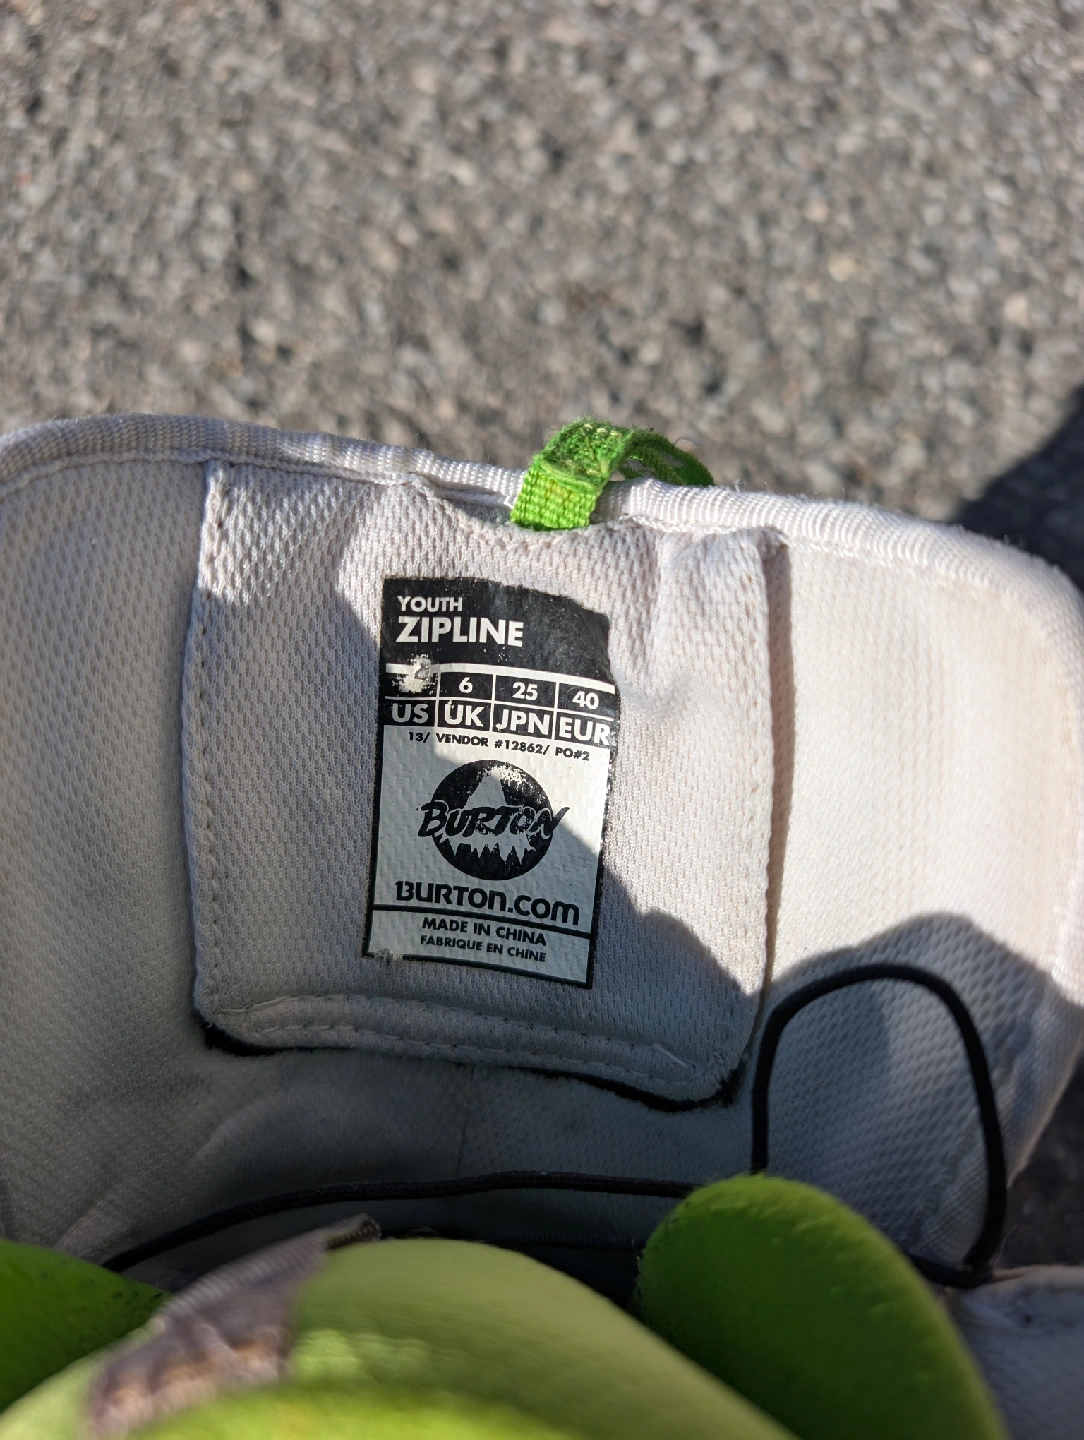 YOUTH
ZIPLINE
6 25 40
US UK JPN EUR
13/ VENDOR #12862/ PO#2
BURTON
BURTON.COM
MADE IN CHINA
FABRIQUE EN CHINE